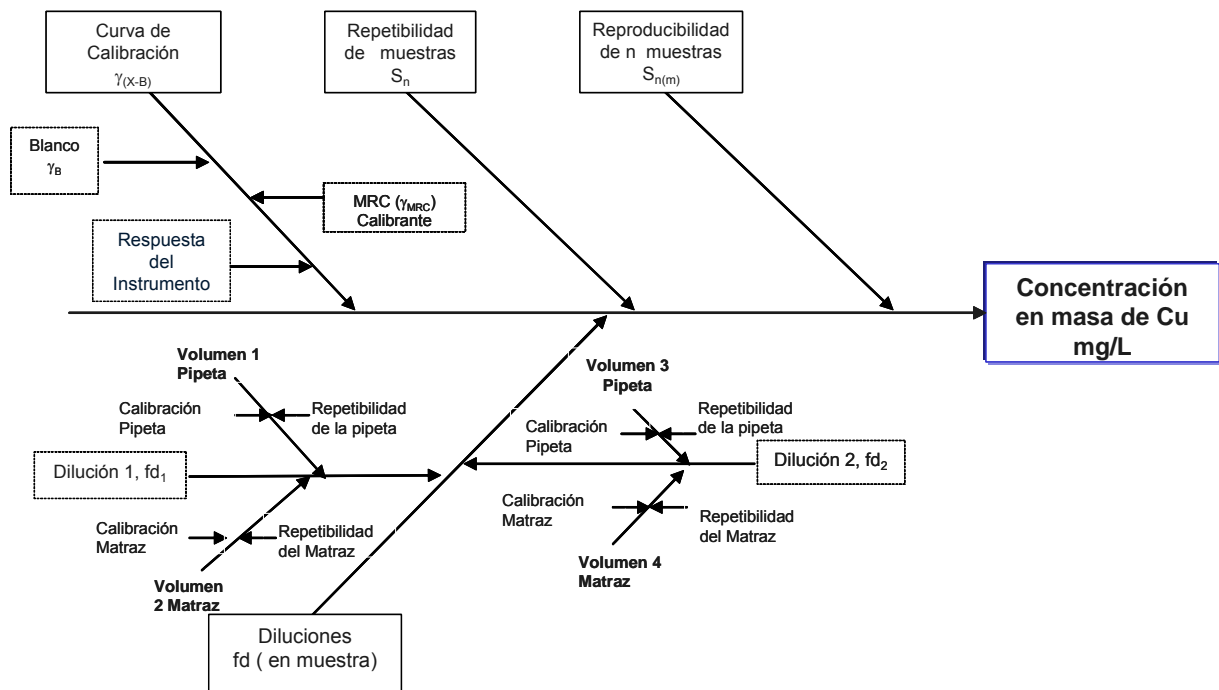 Curva de
Calibración
γ(X-B)
Repetibilidad
de muestras
Sn
Reproducibilidad
de n muestras
Sn(m)
Blanco
γB
MRC (γMRC)
Calibrante
Respuesta
del
Instrumento
Concentración
en masa de Cu
mg/L
Volumen 1
Pipeta
Calibración
Pipeta
Repetibilidad
de la pipeta
Dilución 1, fd1
Calibración
Matraz
Repetibilidad
del Matraz
Volumen
2 Matraz
Volumen 3
Pipeta
Calibración
Pipeta
Repetibilidad
de la pipeta
Dilución 2, fd2
Calibración
Matraz
Repetibilidad
del Matraz
Volumen 4
Matraz
Diluciones
fd ( en muestra)